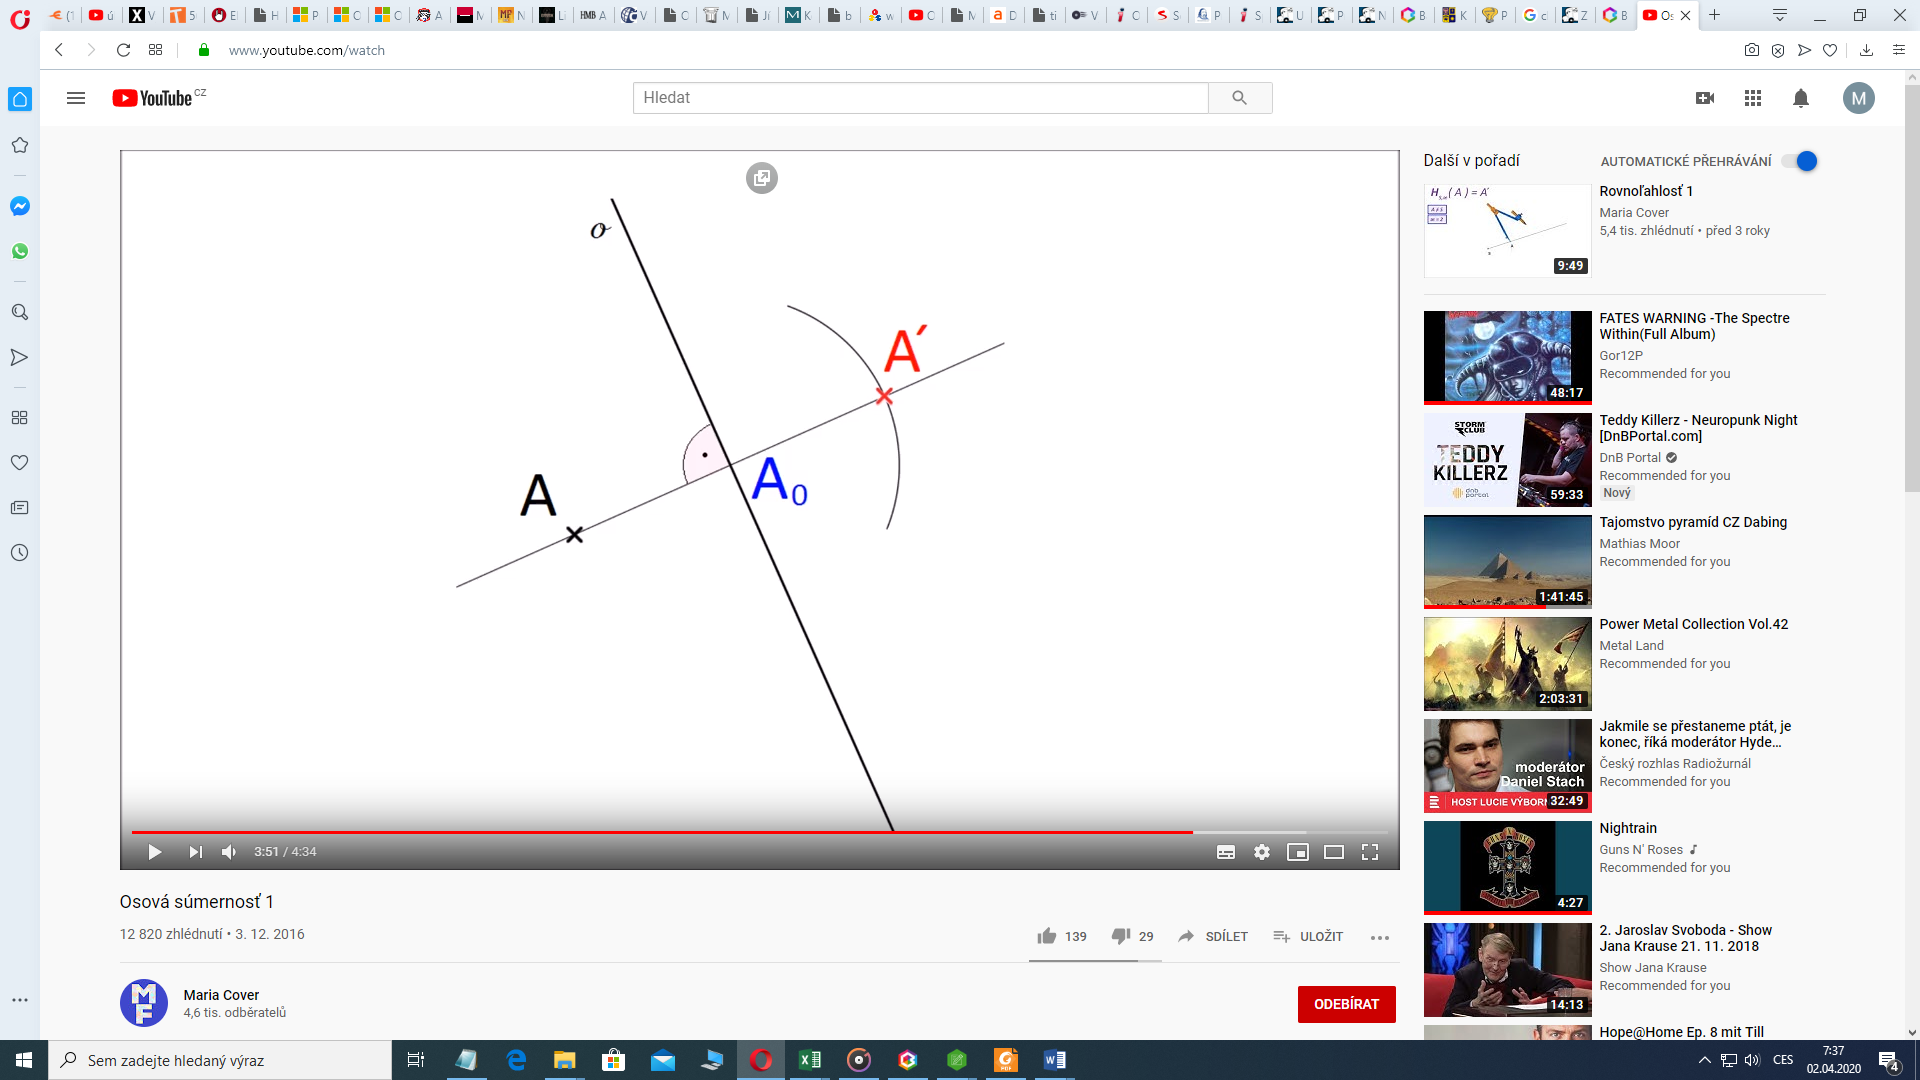 www.youtube.com/watch
YouTube CZ
Hledat
M
o
A´
A₀
A
3:51 / 4:34
Osová súmernosť 1
12 820 zhlédnutí • 3. 12. 2016
139
29
SDÍLET
ULOŽIT
Maria Cover
4,6 tis. odběratelů
ODEBÍRAT
Další v pořadí
AUTOMATICKÉ PŘEHRÁVÁNÍ
9:49
Rovnoľahlosť 1
Maria Cover
5,4 tis. zhlédnutí • před 3 roky
48:17
FATES WARNING -The Spectre
Within(Full Album)
Gor12P
Recommended for you
STORM CLUB
TEDDY
KILLERZ
59:33
Teddy Killerz - Neuropunk Night
[DnBPortal.com]
DnB Portal
Recommended for you
Nový
1:41:45
Tajomstvo pyramíd CZ Dabing
Mathias Moor
Recommended for you
2:03:31
Power Metal Collection Vol.42
Metal Land
Recommended for you
moderátor
Daniel Stach
HOST LUCIE VÝBORN
32:49
Jakmile se přestaneme ptát, je
konec, říká moderátor Hyde…
Český rozhlas Radiožurnál
Recommended for you
4:27
Nightrain
Guns N' Roses
Recommended for you
14:13
2. Jaroslav Svoboda - Show
Jana Krause 21. 11. 2018
Show Jana Krause
Recommended for you
Hope@Home Ep. 8 mit Till
Sem zadejte hledaný výraz
CES
7:37
02.04.2020
4